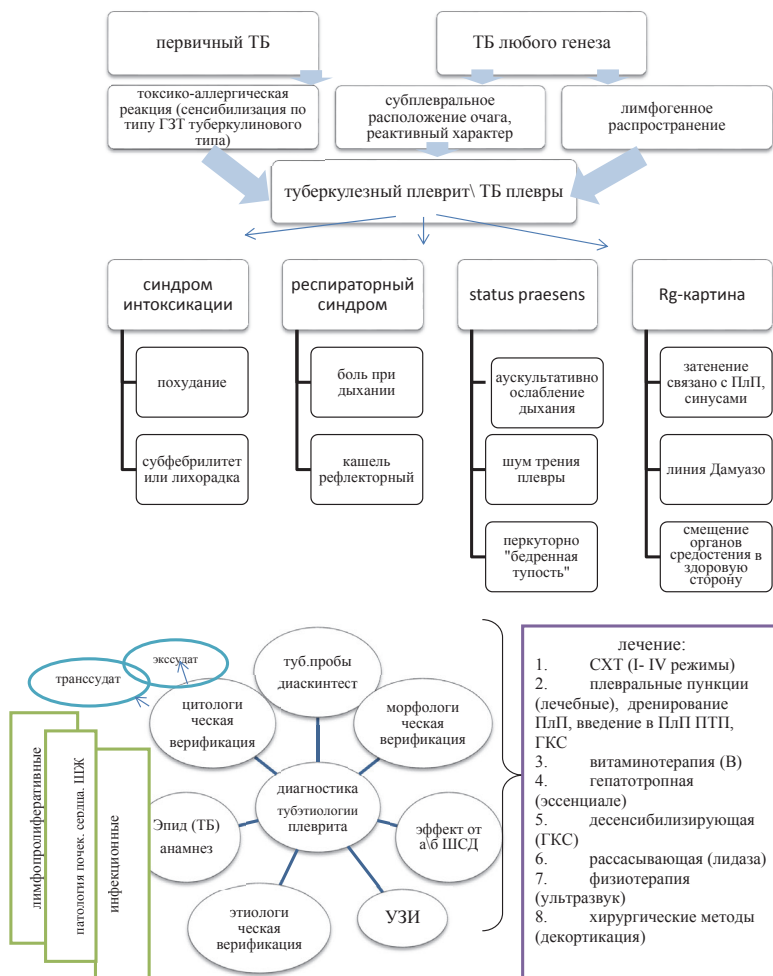 первичный ТБ
ТБ любого генеза
токсико-аллергическая
реакция (сенсибилизация по
типу ГЗТ туберкулинового
типа)
субплевральное
расположение очага,
реактивный характер
лимфогенное
распространение
туберкулезный плеврит\ ТБ плевры
синдром
интоксикации
похудание
субфебрилитет
или лихорадка
респираторный
синдром
боль при
дыхании
кашель
рефлекторный
status praesens
аускультативно
ослабление
дыхания
шум трения
плевры
перкуторно
"бедренная
тупость"
Rg-картина
затенение
связано с ПлП,
синусами
линия Дамуазо
смещение
органов
средостения в
здоровую
сторону
экссудат
транссудат
туб.пробы
диаскинтест
цитологи
ческая
верификация
морфологи
ческая
верификация
диагностика
тубэтиологии
плеврита
Эпид (ТБ)
анамнез
эффект от
а\б ШСД
этиологи
ческая
верификация
УЗИ
лимфопролиферативные
патология почек. сердца. ЩЖ
инфекционные
лечение:
1. СХТ (I- IV режимы)
2. плевральные пункции
(лечебные), дренирование
ПлП, введение в ПлП ПТП,
ГКС
3. витаминотерапия (В)
4. гепатотропная
(эссенциале)
5. десенсибилизирующая
(ГКС)
6. рассасывающая (лидаза)
7. физиотерапия
(ультразвук)
8. хирургические методы
(декортикация)